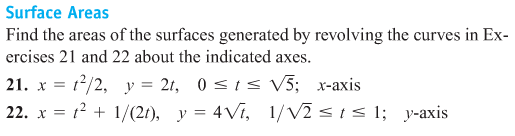 Surface Areas
Find the areas of the surfaces generated by revolving the curves in Ex-
ercises 21 and 22 about the indicated axes.
21. x = t²/2, y = 2t, 0 ≤ t ≤ √5; x-axis
22. x = t² + 1/(2t), y = 4√t, 1/√2 ≤ t ≤ 1; y-axis